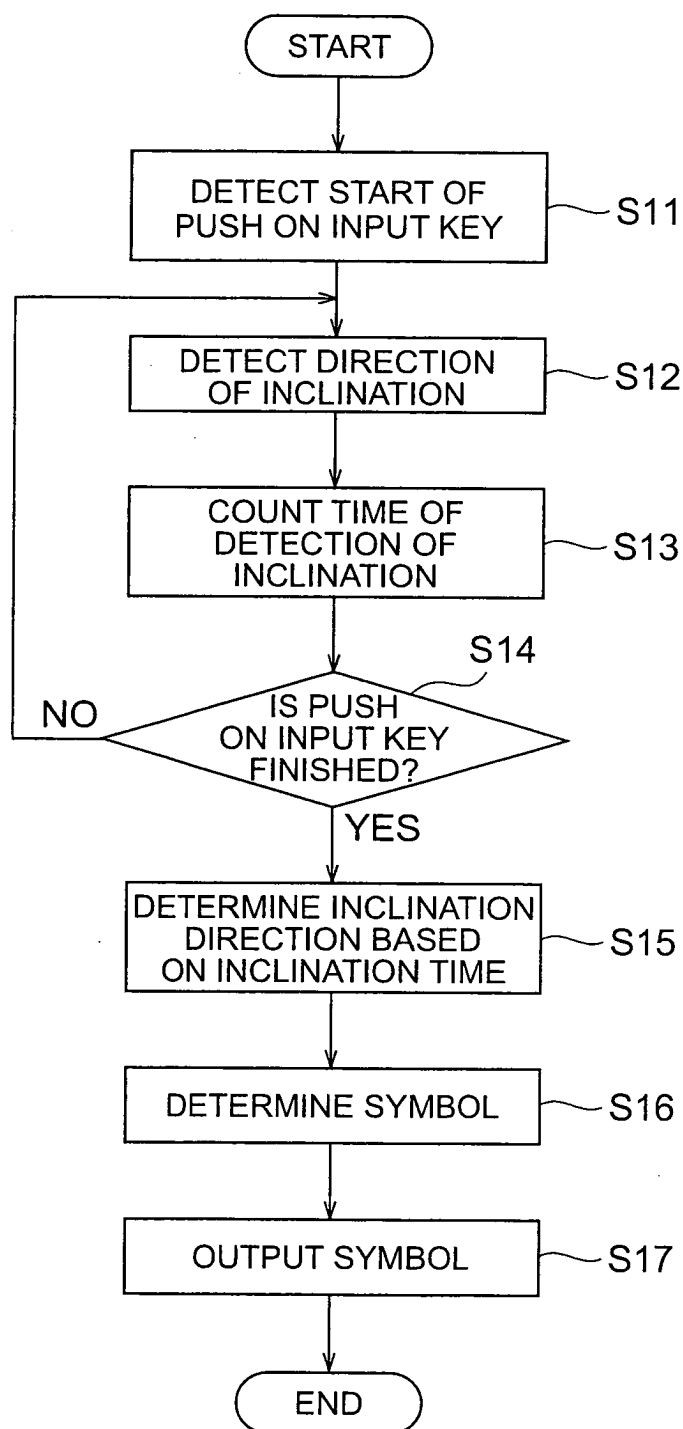 START
DETECT START OF
PUSH ON INPUT KEY
S11
DETECT DIRECTION
OF INCLINATION
S12
COUNT TIME OF
DETECTION OF
INCLINATION
S13
S14
IS PUSH
ON INPUT KEY
FINISHED?
NO
YES
DETERMINE INCLINATION
DIRECTION BASED
ON INCLINATION TIME
S15
DETERMINE SYMBOL
S16
OUTPUT SYMBOL
S17
END